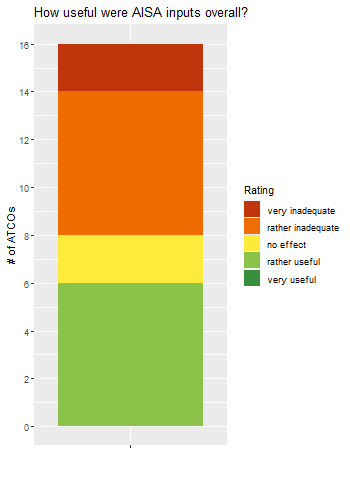 How useful were AISA inputs overall?
16
14
12
10
8
6
4
2
0
# of ATCOs
Rating
very inadequate
rather inadequate
no effect
rather useful
very useful